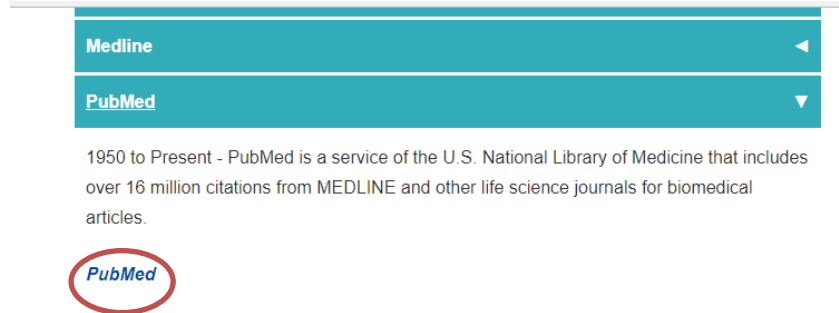 Medline
PubMed
1950 to Present - PubMed is a service of the U.S. National Library of Medicine that includes
over 16 million citations from MEDLINE and other life science journals for biomedical
articles.
PubMed